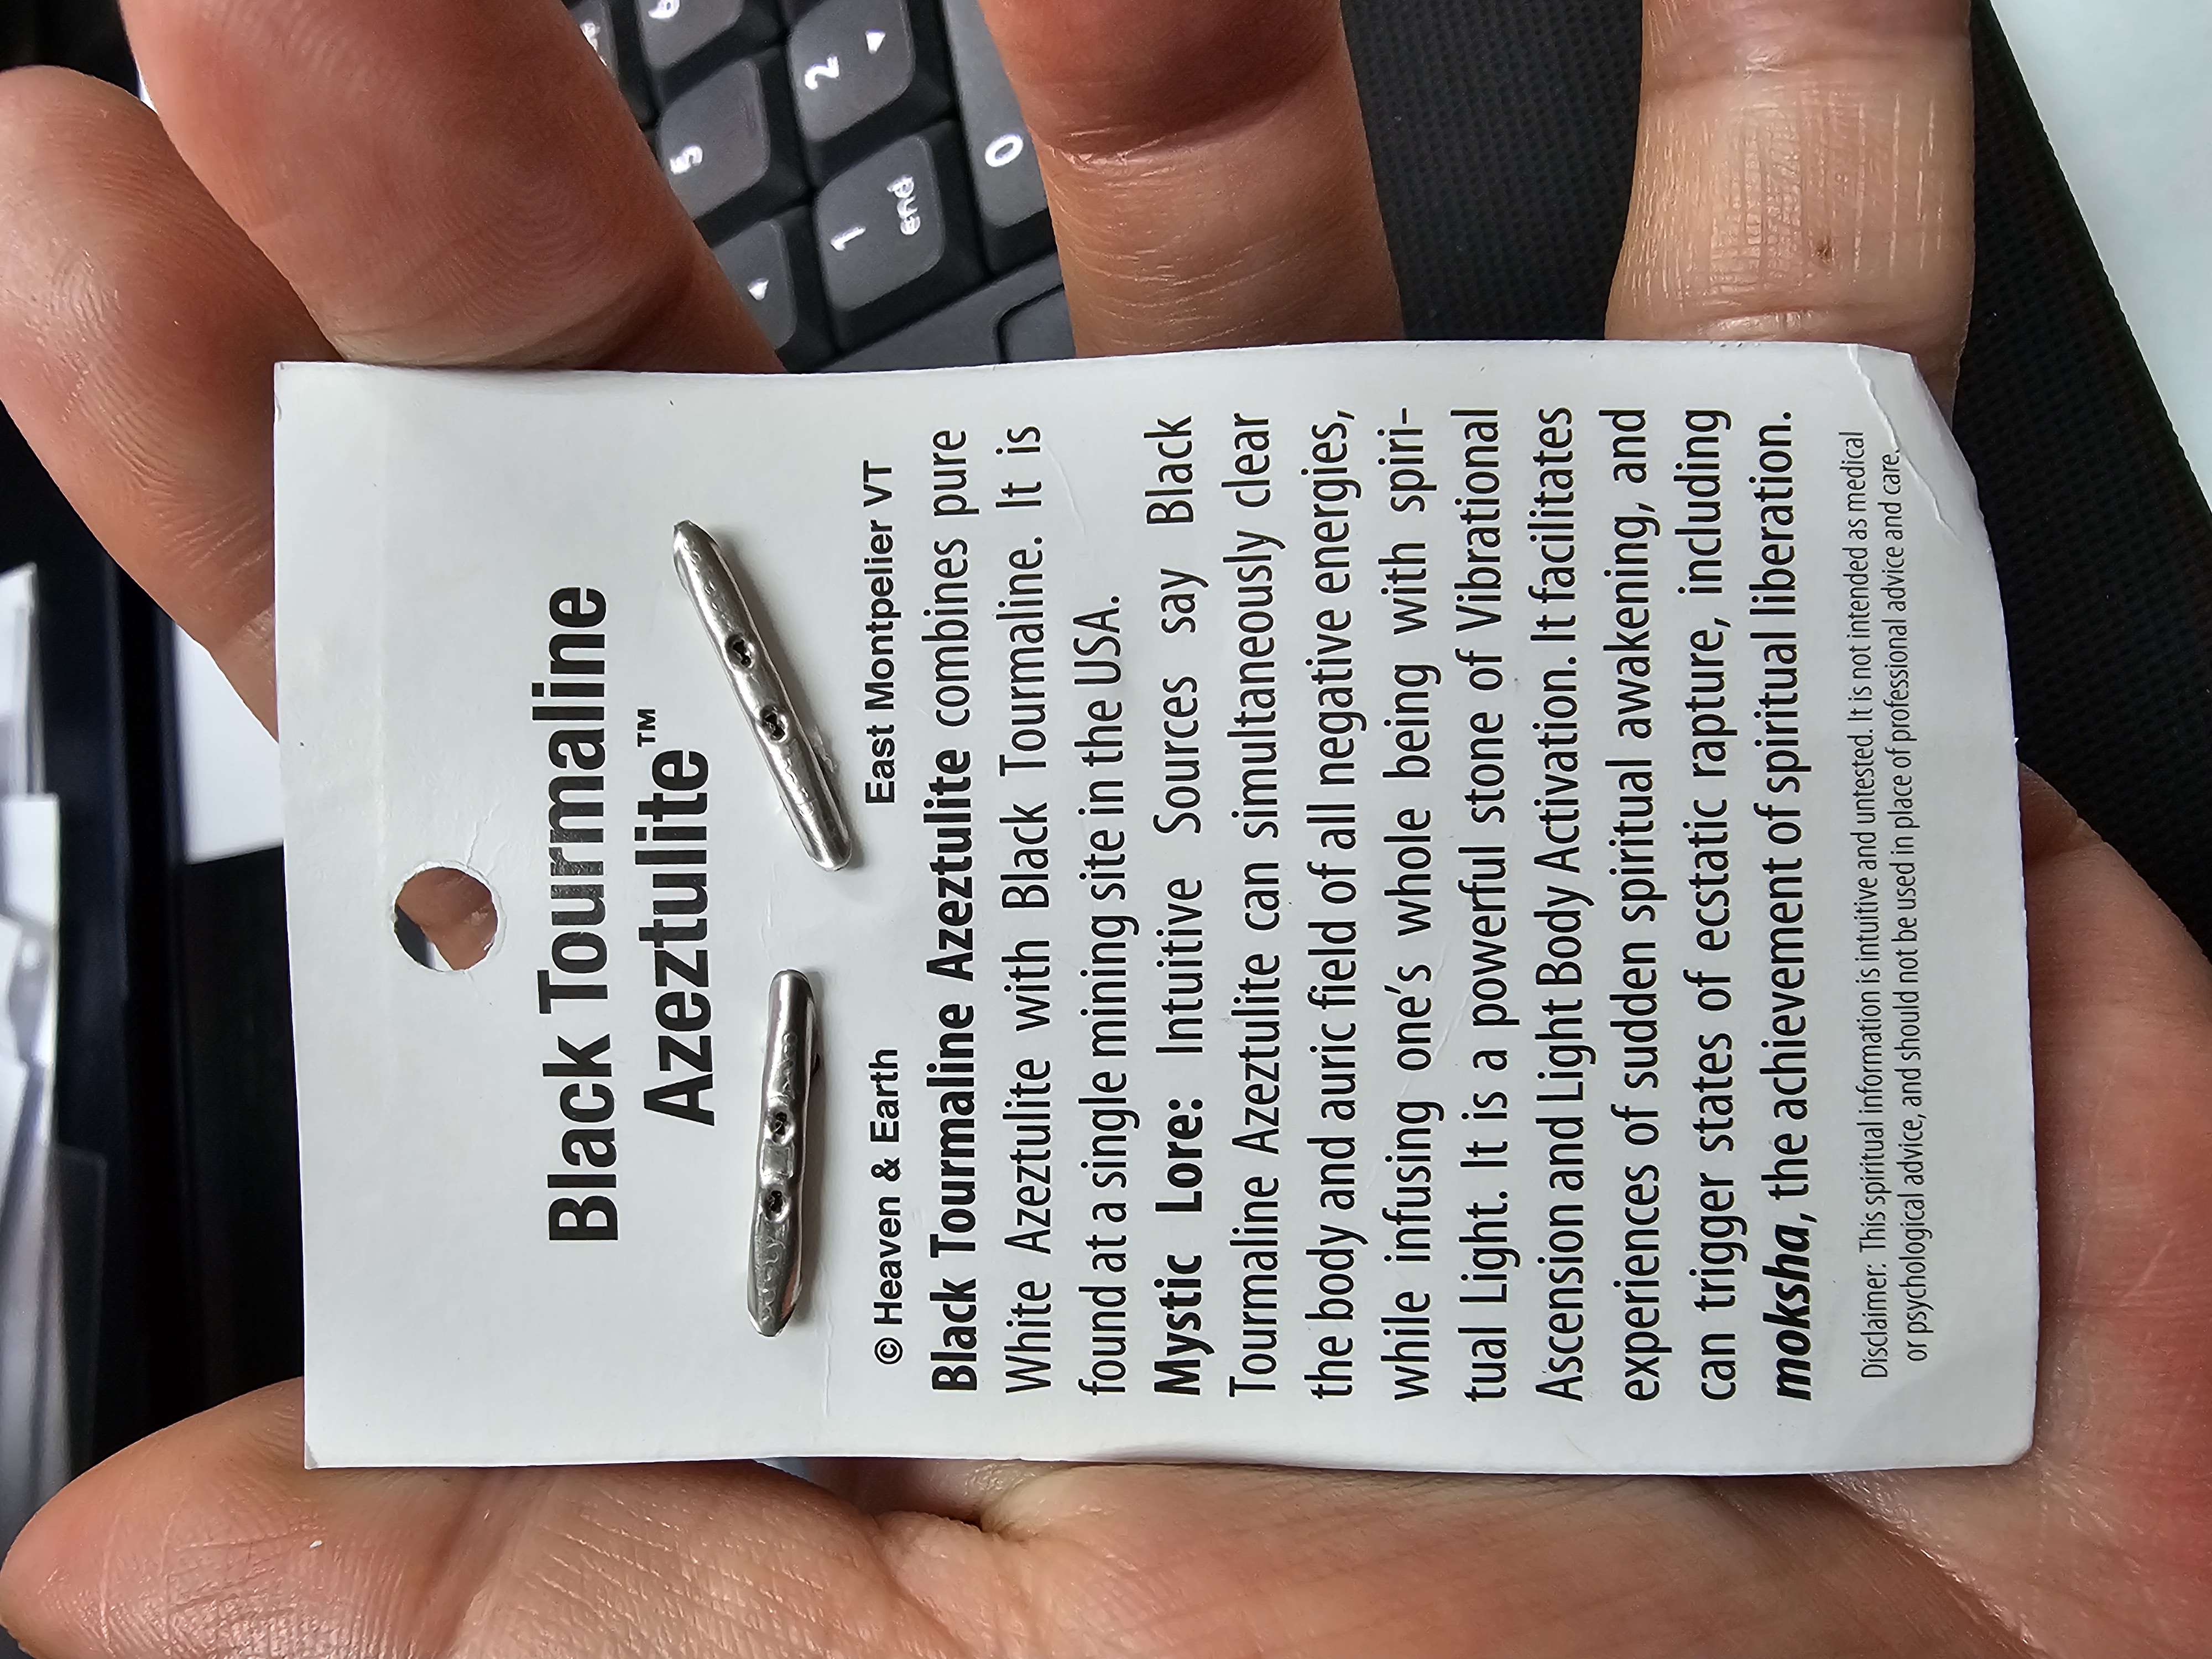 Black Tourmaline
Azeztulite™
© Heaven & Earth East Montpelier VT
Black Tourmaline Azeztulite combines pure
White Azeztulite with Black Tourmaline. It is
found at a single mining site in the USA.
Mystic Lore: Intuitive Sources say Black
Tourmaline Azeztulite can simultaneously clear
the body and auric field of all negative energies,
while infusing one's whole being with spiri-
tual Light. It is a powerful stone of Vibrational
Ascension and Light Body Activation. It facilitates
experiences of sudden spiritual awakening, and
can trigger states of ecstatic rapture, including
moksha, the achievement of spiritual liberation.
Disclaimer: This spiritual information is intuitive and untested. It is not intended as medical
or psychological advice, and should not be used in place of professional advice and care.
5
2
1
end
0